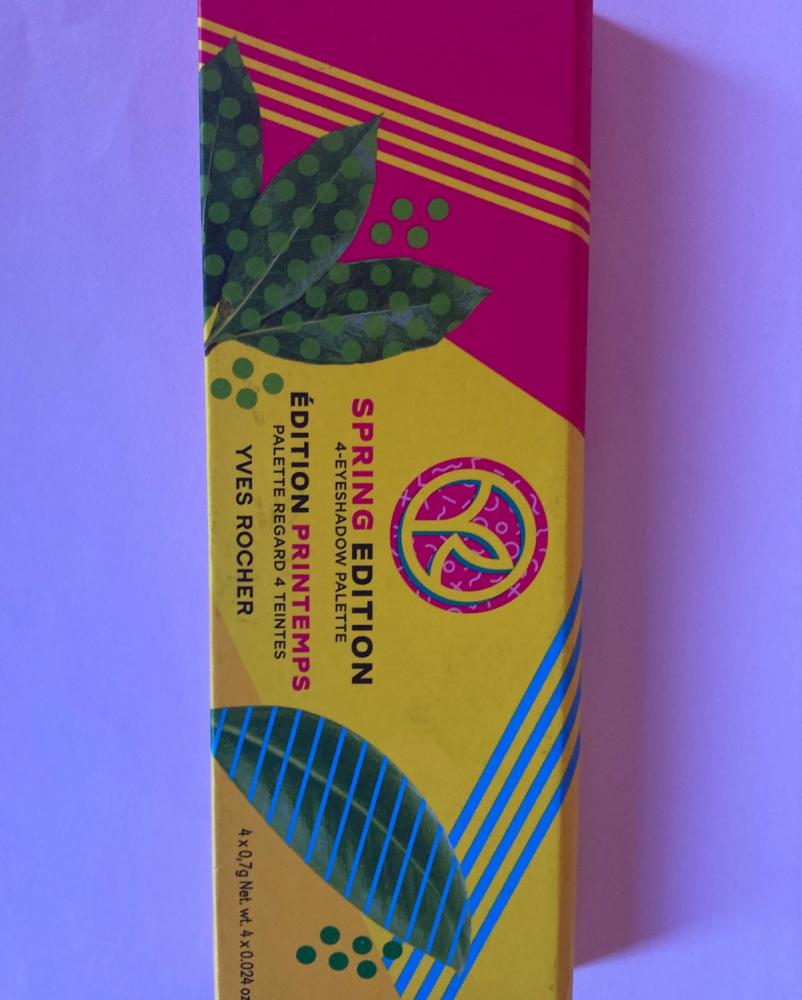 SPRING EDITION
4-EYESHADOW PALETTE
ÉDITION PRINTEMPS
PALETTE REGARD 4 TEINTES
YVES ROCHER
4 x 0,7g Net. wt. 4 x 0.024 oz